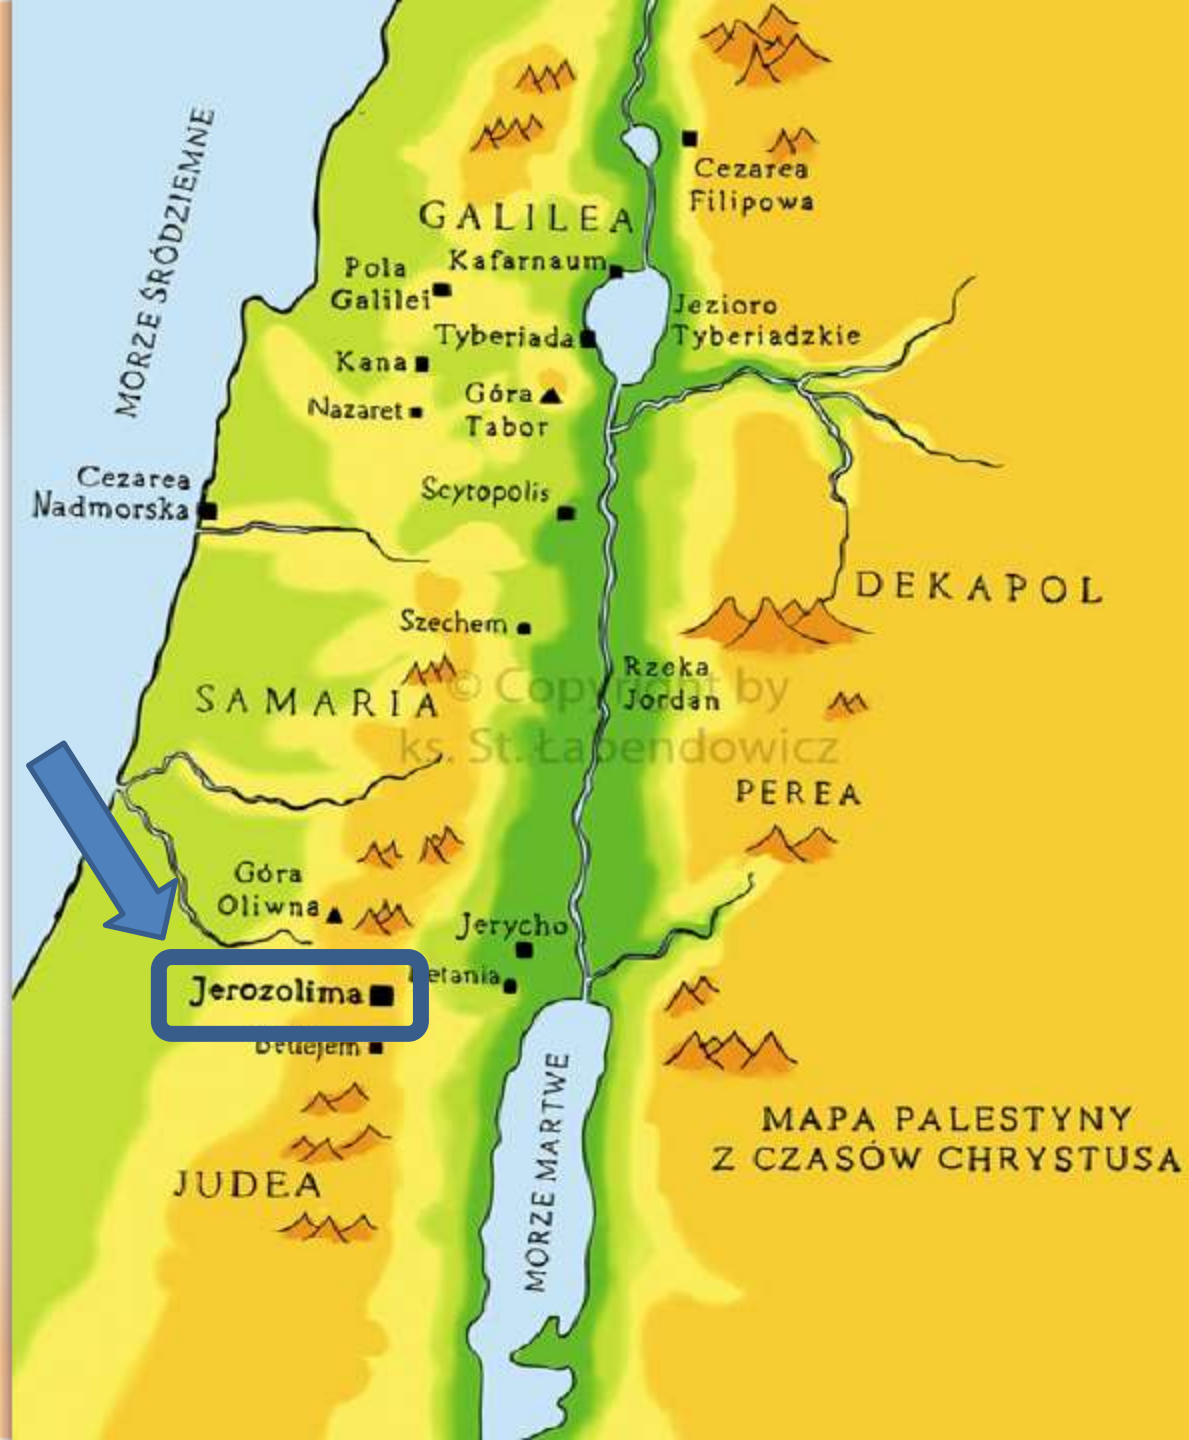 MORZE ŚRÓDZIEMNE
Cezarea
Filipowa
GALILEA
Pola
Galilei
Kafarnaum
Jezioro
Tyberiadzkie
Tyberiada
Kana
Góra
Tabor
Nazaret
Cezarea
Nadmorska
Scytopolis
DEKAPOL
Szechem
Rzeka
Jordan
SAMARIA
© Copyright by
ks. St. Łabendowicz
PEREA
Góra
Oliwna
Jerycho
etania
Jerozolima
MORZE MARTWE
MAPA PALESTYNY
Z CZASÓW CHRYSTUSA
JUDEA